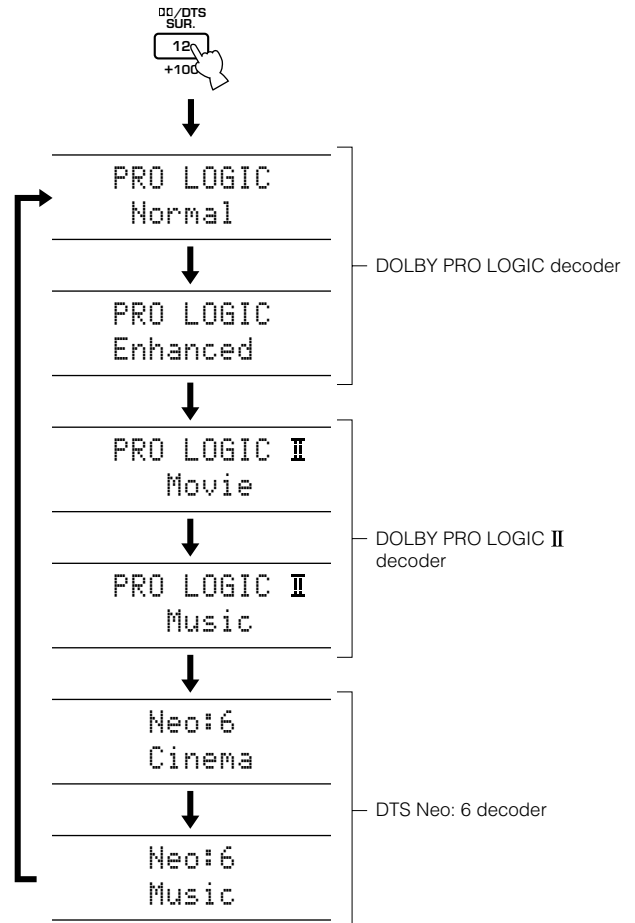 ▯▯/DTS
SUR.
12
+100
PRO LOGIC
Normal
PRO LOGIC
Enhanced
DOLBY PRO LOGIC decoder
PRO LOGIC II
Movie
PRO LOGIC II
Music
DOLBY PRO LOGIC II
decoder
Neo:6
Cinema
Neo:6
Music
DTS Neo: 6 decoder